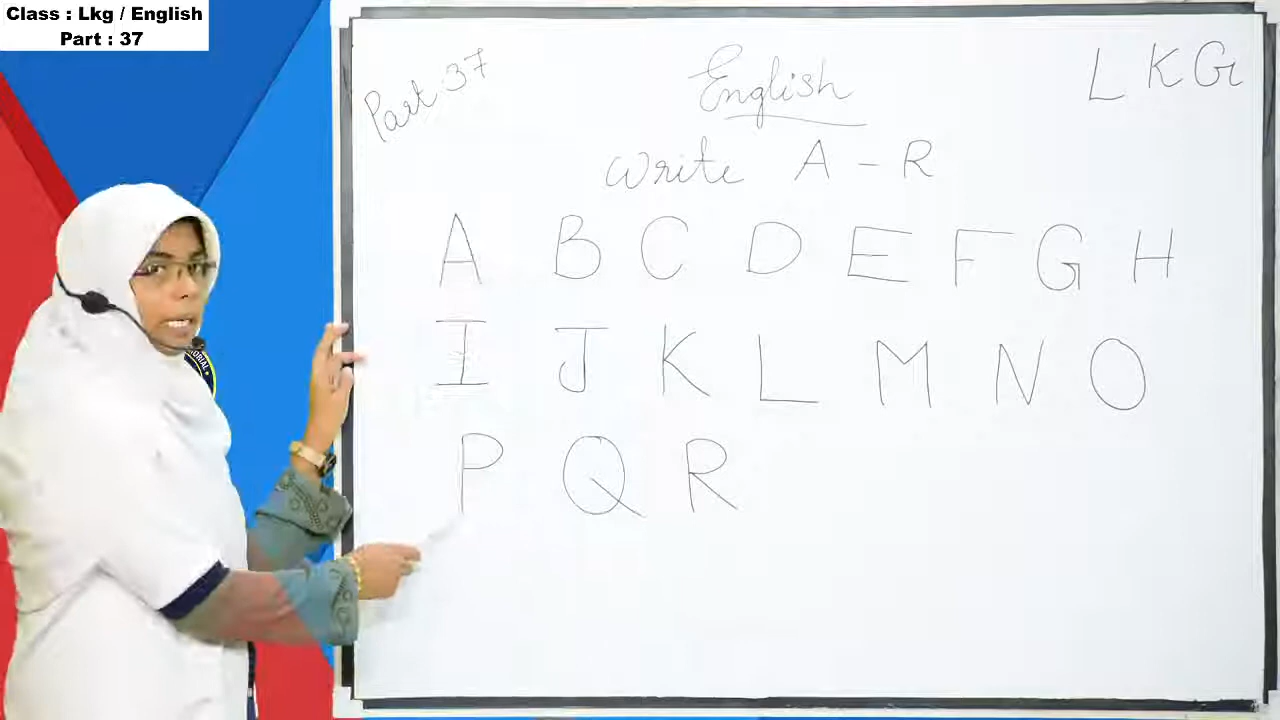 Class : Lkg / English
Part : 37
Part 37
English
LKG
Write A - R
A B C D E F G H
I J K L M N O
P Q R